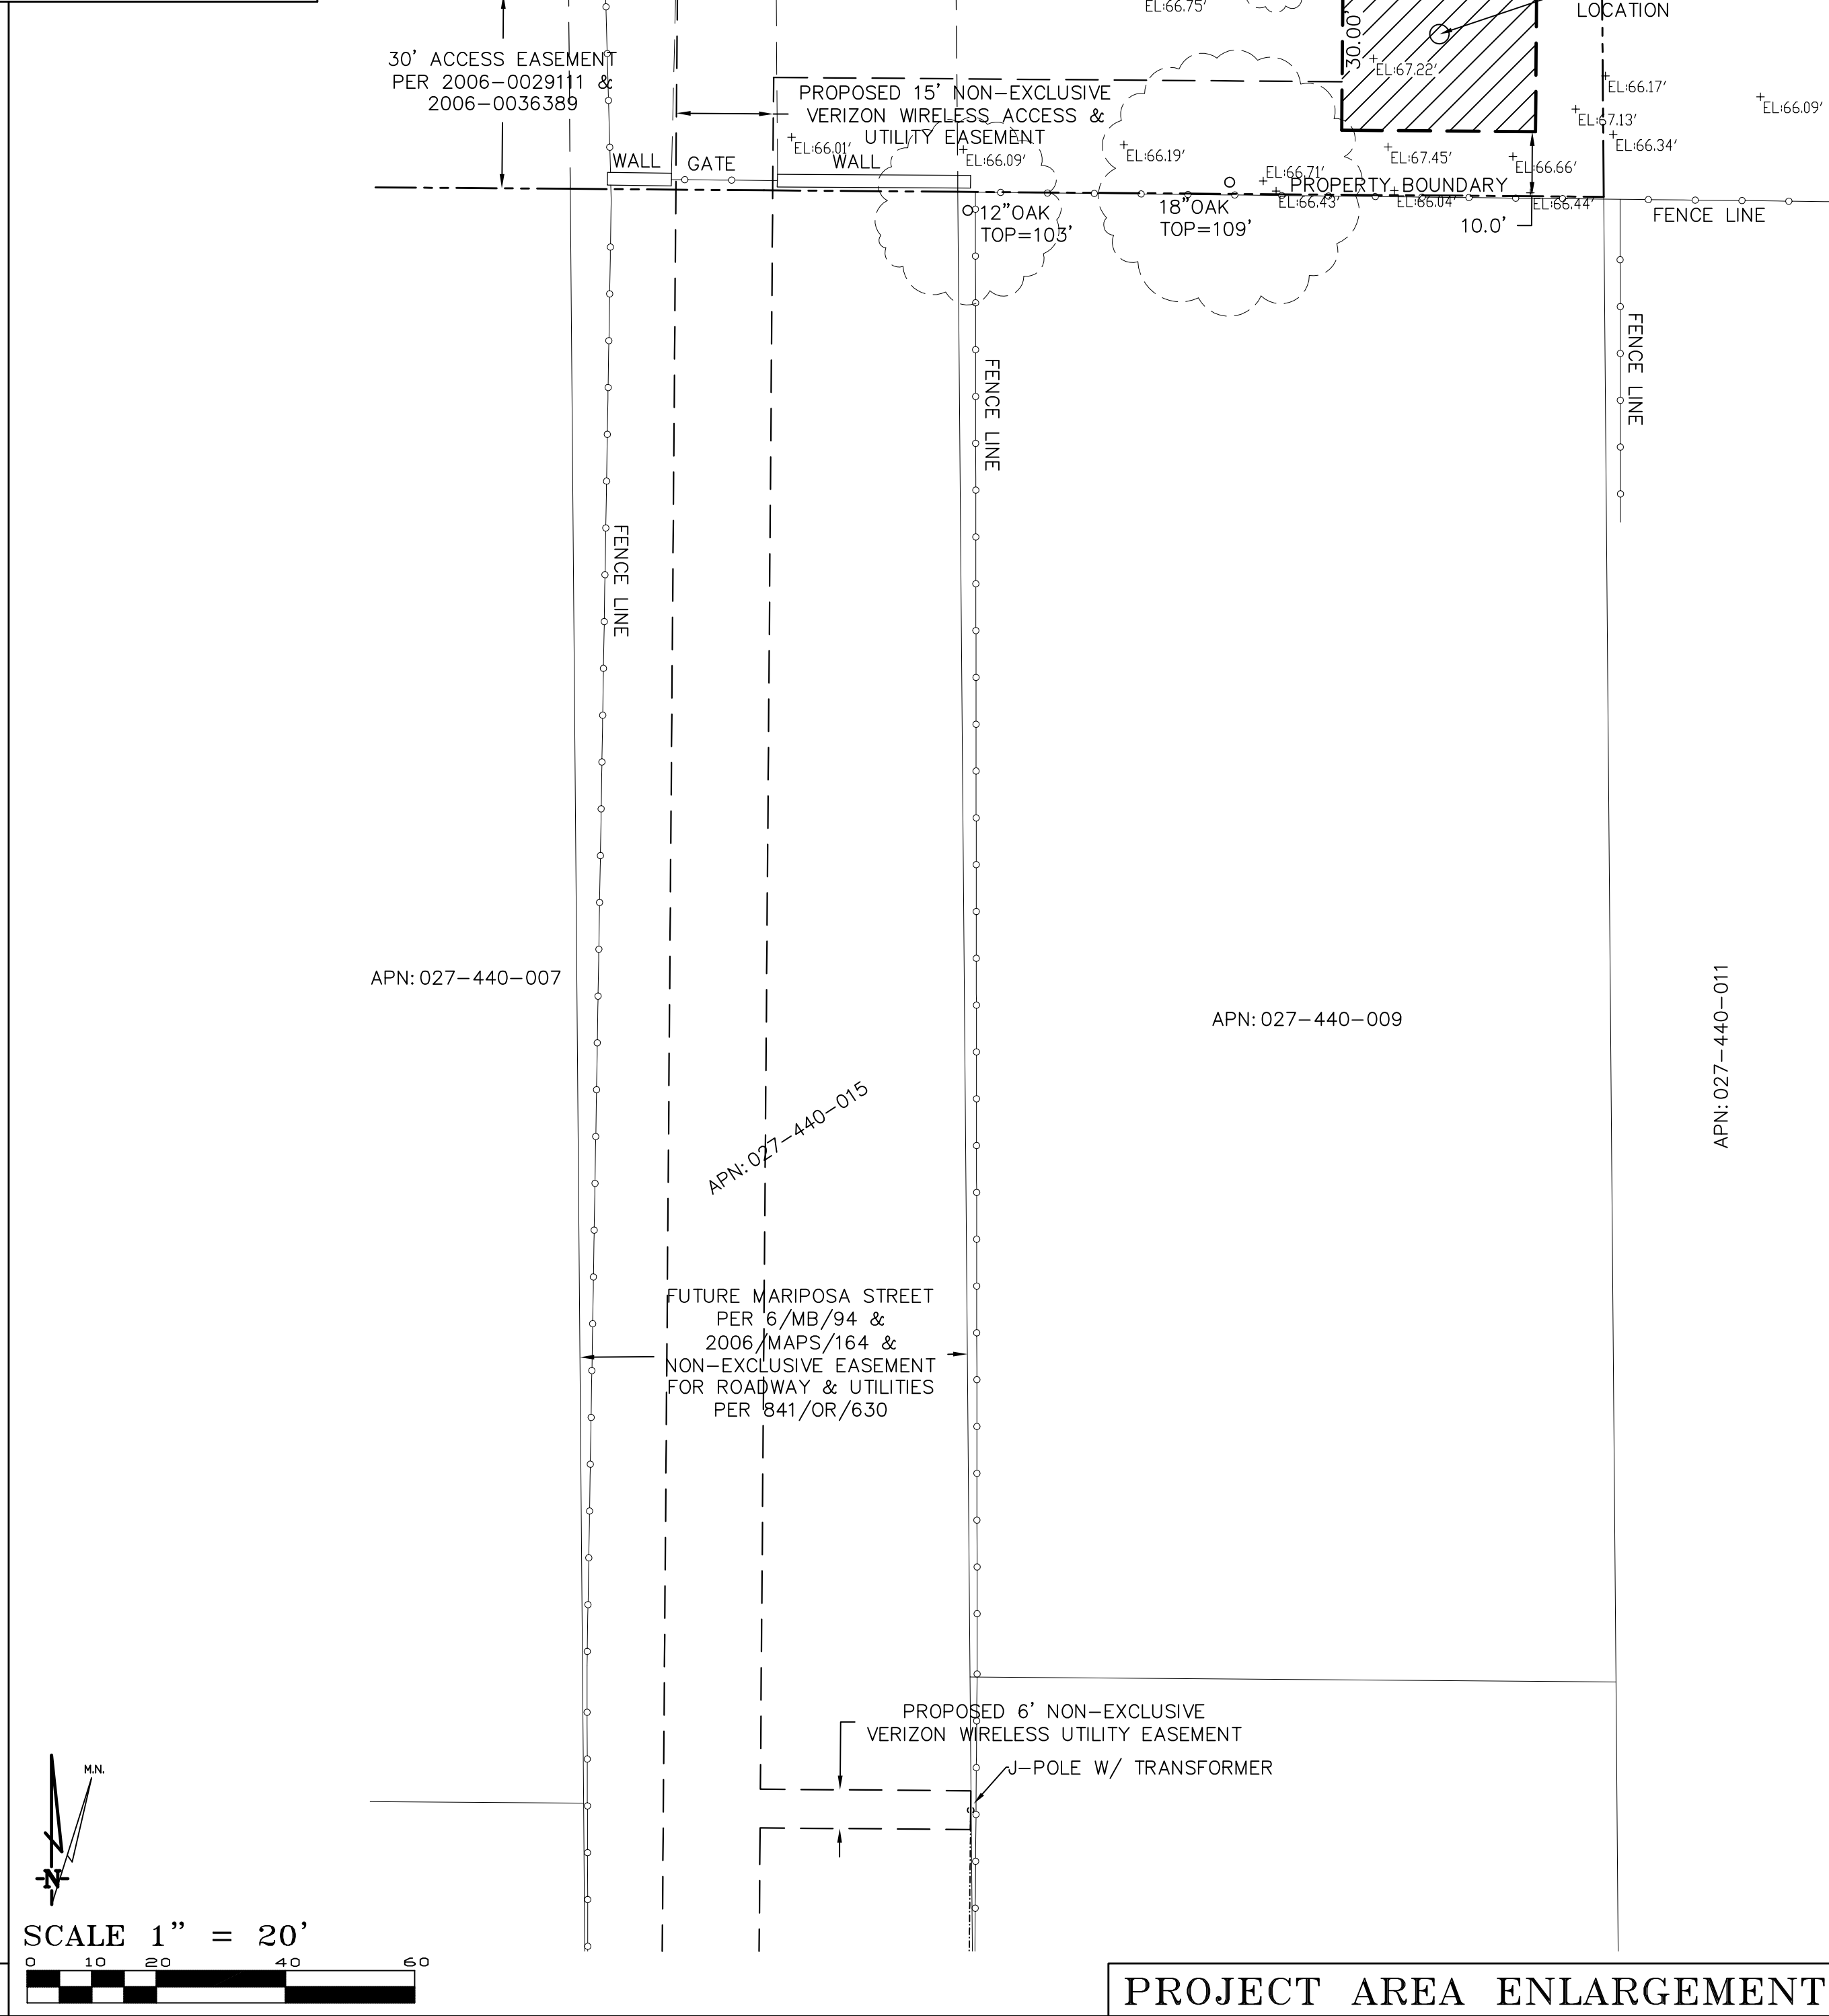 EL:66.75'
LOCATION
30.00'
30' ACCESS EASEMENT
PER 2006-0029111 &
2006-0036389
EL:67.22'
EL:66.17'
PROPOSED 15' NON-EXCLUSIVE
VERIZON WIRELESS ACCESS &
UTILITY EASEMENT
EL:66.09'
EL:67.13'
EL:66.34'
EL:66.01'
EL:66.09'
EL:66.19'
EL:67.45'
EL:66.66'
EL:66.71'
WALL
GATE
WALL
PROPERTY BOUNDARY
EL:66.43'
EL:66.04'
EL:66.44'
12"OAK
TOP=103'
18"OAK
TOP=109'
10.0'
FENCE LINE
FENCE LINE
FENCE LINE
FENCE LINE
APN: 027-440-007
APN: 027-440-009
APN: 027-440-011
APN: 027-440-015
FUTURE MARIPOSA STREET
PER 6/MB/94 &
2006/MAPS/164 &
NON-EXCLUSIVE EASEMENT
FOR ROADWAY & UTILITIES
PER 841/OR/630
PROPOSED 6' NON-EXCLUSIVE
VERIZON WIRELESS UTILITY EASEMENT
J-POLE W/ TRANSFORMER
M.N.
N
SCALE 1" = 20'
0 10 20 40 60
PROJECT AREA ENLARGEMENT